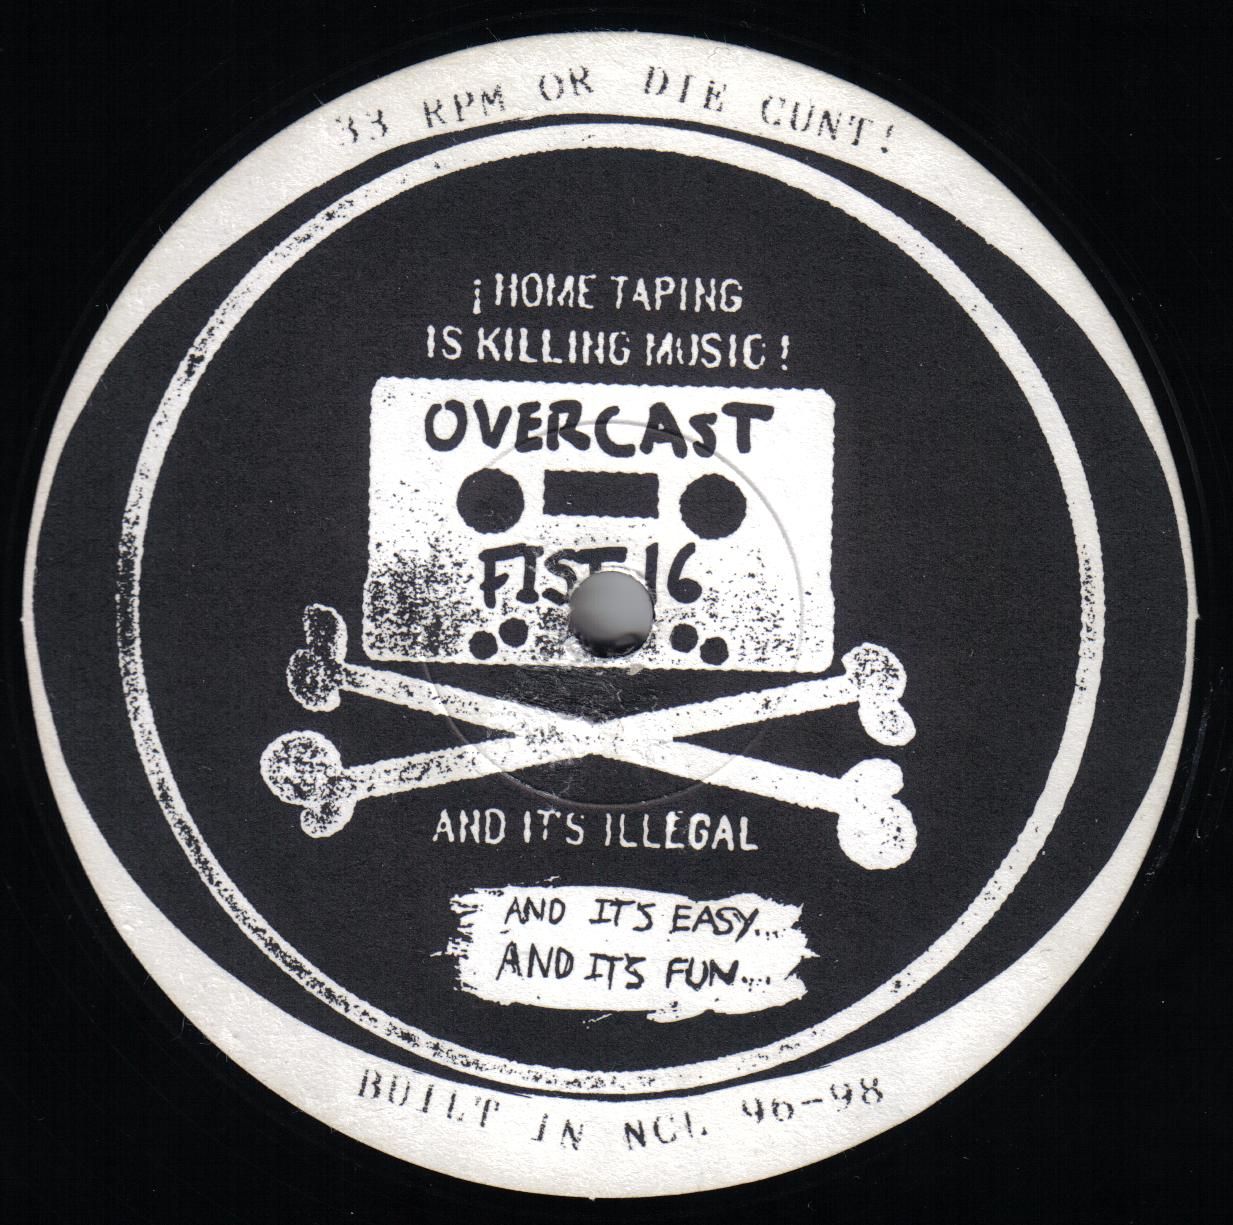 33 RPM OR DIE CUNT!
¡HOME TAPING
IS KILLING MUSIC!
OVERCAST
FIST 16
AND IT'S ILLEGAL
AND IT'S EASY...
AND IT'S FUN...
BUILT IN NCL 96-98